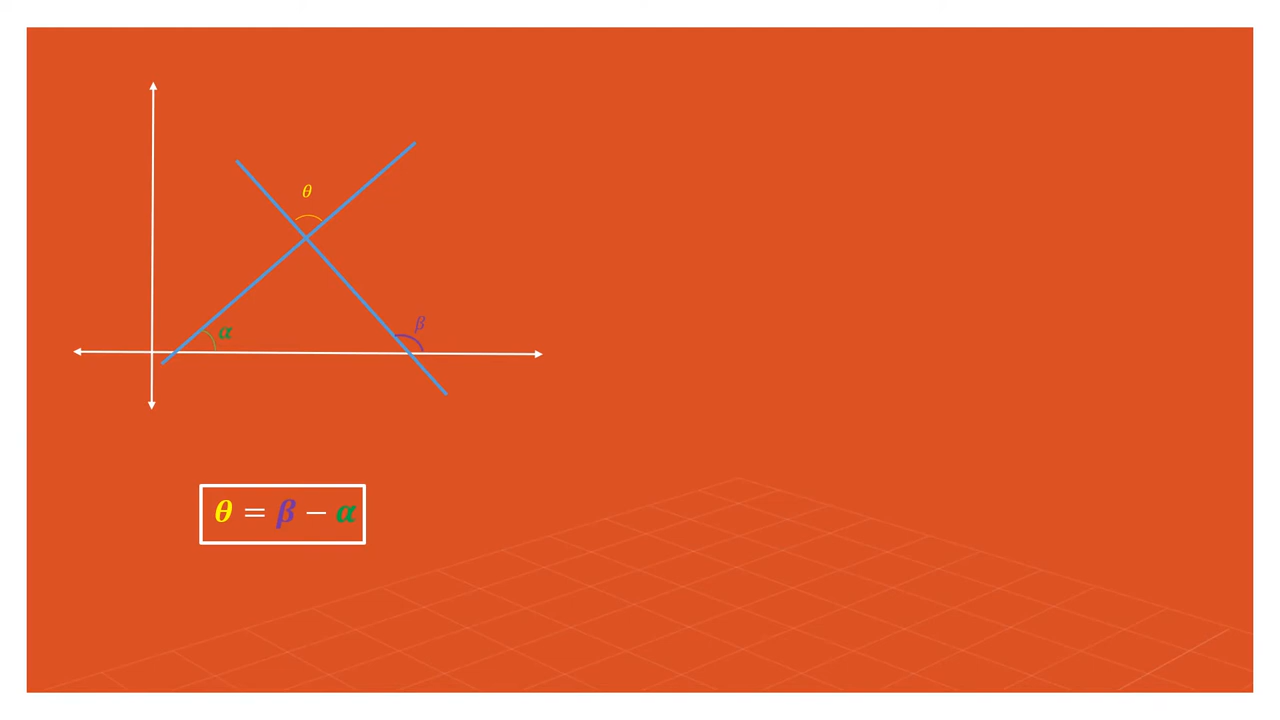 θ
α
β
θ = β − α